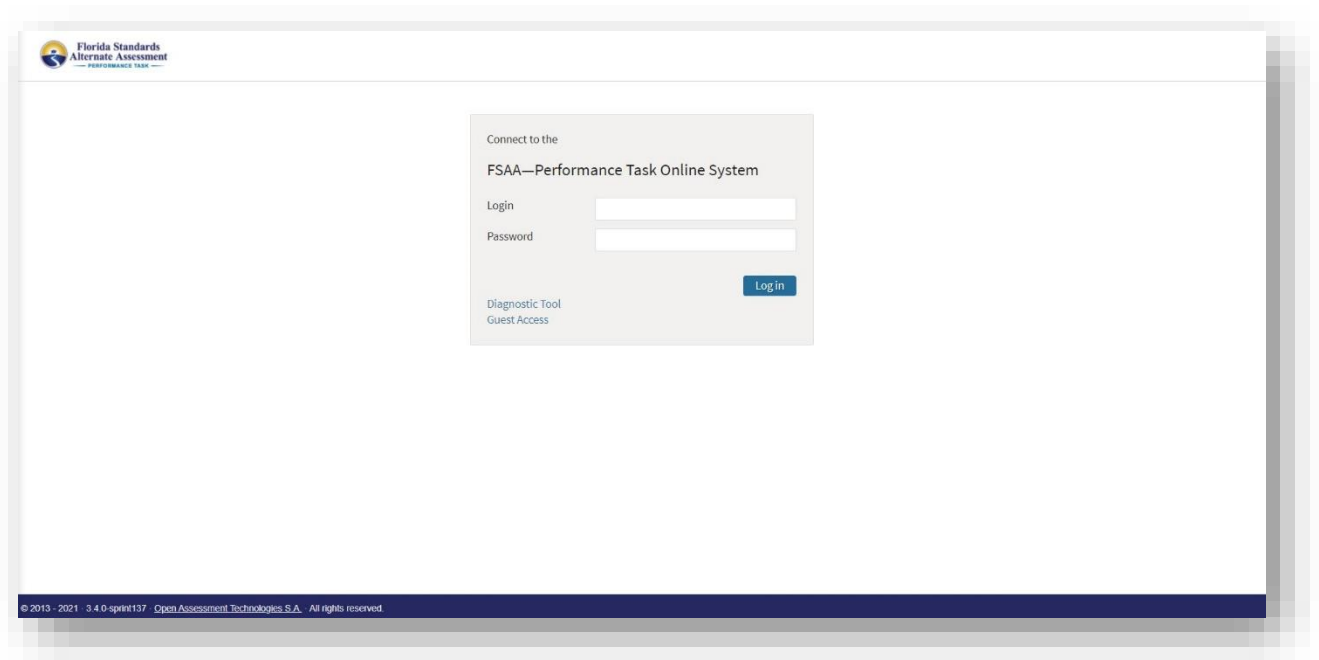 Florida Standards
Alternate Assessment
PERFORMANCE TASK
Connect to the
FSAA—Performance Task Online System
Login
Password
Log in
Diagnostic Tool
Guest Access
© 2013 - 2021 · 3.4.0-sprint137 · Open Assessment Technologies S.A. · All rights reserved.